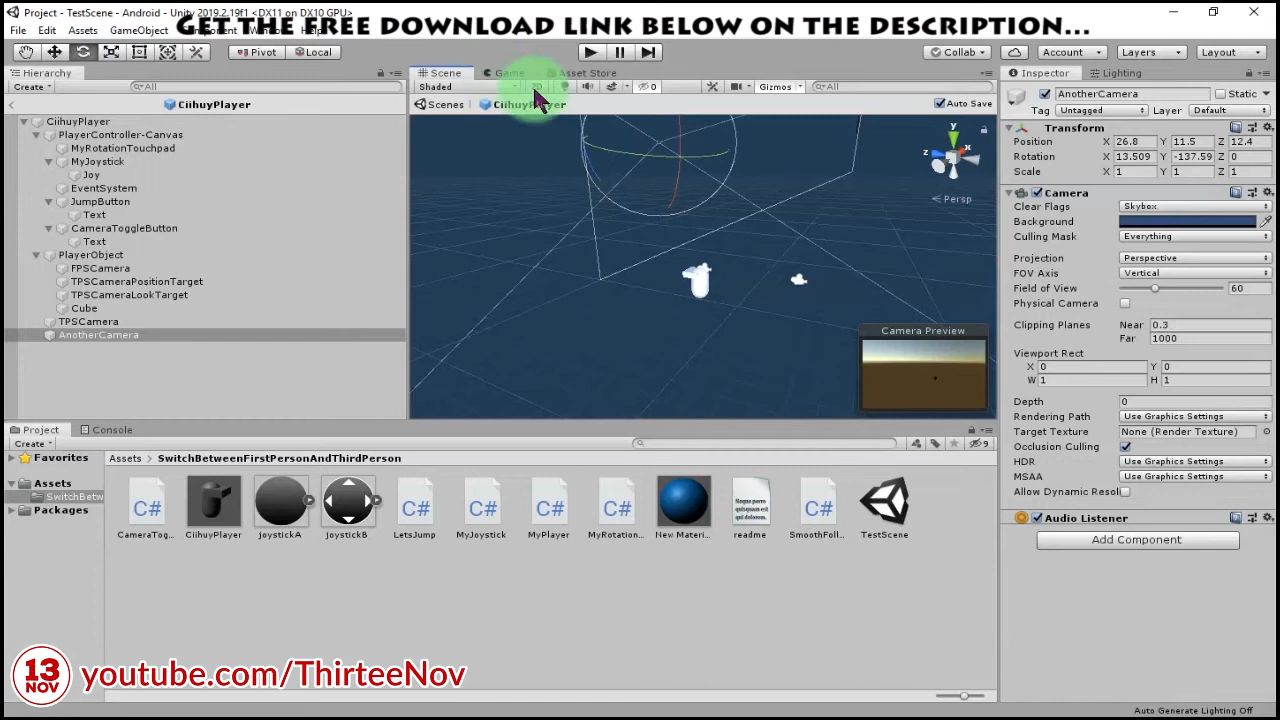 Project - TestScene - Android - Unity 2019.2.19f1 <DX11 on DX10 GPU>
GET THE FREE DOWNLOAD LINK BELOW ON THE DESCRIPTION...
File Edit Assets GameObject
Pivot Local Collab Account Layers Layout
Hierarchy
Create All
CiihuyPlayer
CiihuyPlayer
PlayerController-Canvas
MyRotationTouchpad
MyJoystick
Joy
EventSystem
JumpButton
Text
CameraToggleButton
Text
PlayerObject
FPSCamera
TPSCameraPositionTarget
TPSCameraLookTarget
Cube
TPSCamera
AnotherCamera
Scene Game Asset Store
Shaded 2D 0 Gizmos All
Scenes CiihuyPlayer Auto Save
y
z x
Persp
Camera Preview
Inspector Lighting
AnotherCamera Static
Tag Untagged Layer Default
Transform
Position X 26.8 Y 11.5 Z 12.4
Rotation X 13.509 Y -137.59 Z 0
Scale X 1 Y 1 Z 1
Camera
Clear Flags Skybox
Background
Culling Mask Everything
Projection Perspective
FOV Axis Vertical
Field of View 60
Physical Camera
Clipping Planes Near 0.3
Far 1000
Viewport Rect
X 0 Y 0
W 1 H 1
Depth 0
Rendering Path Use Graphics Settings
Target Texture None (Render Texture)
Occlusion Culling
HDR Use Graphics Settings
MSAA Use Graphics Settings
Allow Dynamic Resol
Audio Listener
Add Component
Project Console
Create 9
Favorites
Assets
SwitchBetw
Packages
Assets > SwitchBetweenFirstPersonAndThirdPerson
C# C# C# C# C# C#
CameraTog... CiihuyPlayer joystickA joystickB LetsJump MyJoystick MyPlayer MyRotation... New Materi... readme SmoothFoll... TestScene
13
NOV
youtube.com/ThirteeNov
Auto Generate Lighting Off